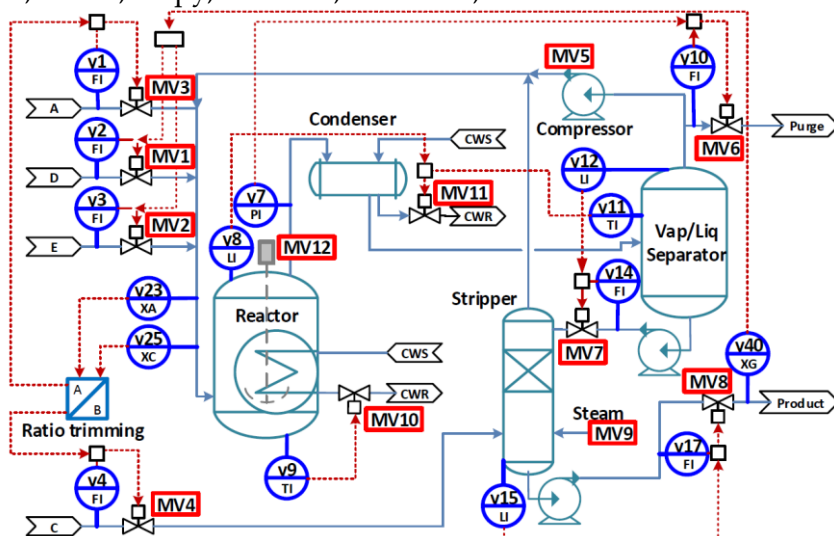 y1
FI
MV3
A
y2
FI
MV1
D
y3
FI
MV2
E
y23
XA
y25
XC
A
B
Ratio trimming
y4
FI
MV4
C
Condenser
CWS
y7
PI
y8
LI
MV12
MV11
CWR
Reactor
CWS
CWR
MV10
y9
TI
MV5
Compressor
y10
FI
MV6
Purge
y12
LI
y11
TI
Vap/Liq
Separator
y14
FI
Stripper
MV7
y40
XG
MV8
Product
Steam
MV9
y17
FI
y15
LI